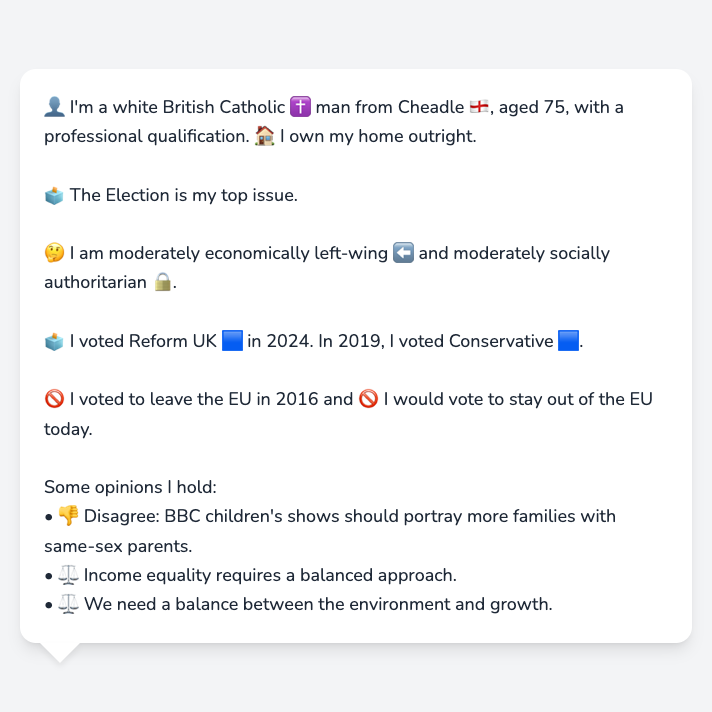 👤 I'm a white British Catholic ✝️ man from Cheadle 🏴󠁧󠁢󠁥󠁮󠁧󠁿, aged 75, with a
professional qualification. 🏠 I own my home outright.
🗳️ The Election is my top issue.
🤔 I am moderately economically left-wing ⬅️ and moderately socially
authoritarian 🔒.
🗳️ I voted Reform UK 🟦 in 2024. In 2019, I voted Conservative 🟦.
🚫 I voted to leave the EU in 2016 and 🚫 I would vote to stay out of the EU
today.
Some opinions I hold:
• 👎 Disagree: BBC children's shows should portray more families with
same-sex parents.
• ⚖️ Income equality requires a balanced approach.
• ⚖️ We need a balance between the environment and growth.